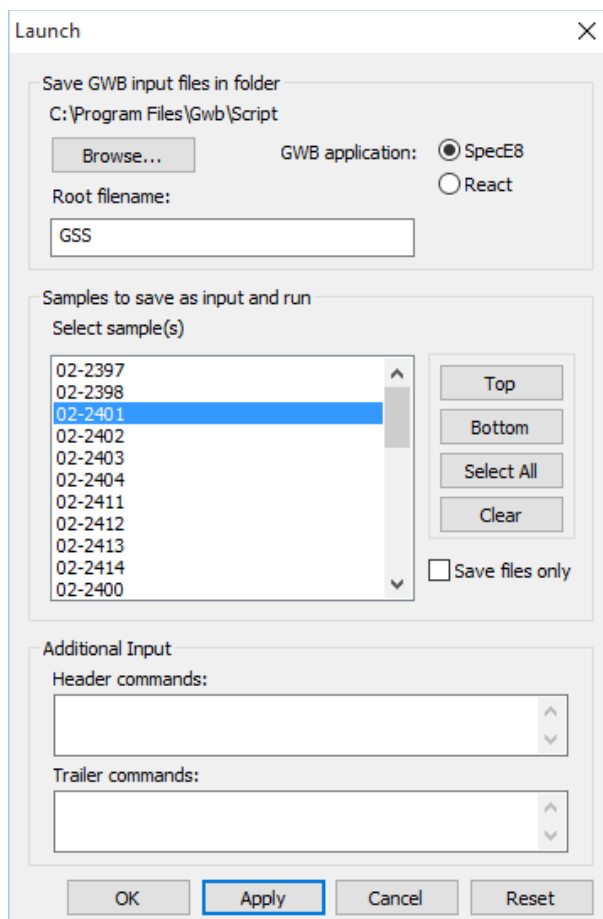 Launch
Save GWB input files in folder
C:\Program Files\Gwb\Script
Browse...
GWB application:
SpecE8
React
Root filename:
GSS
Samples to save as input and run
Select sample(s)
02-2397
02-2398
02-2401
02-2402
02-2403
02-2404
02-2411
02-2412
02-2413
02-2414
02-2400
Top
Bottom
Select All
Clear
Save files only
Additional Input
Header commands:
Trailer commands:
OK
Apply
Cancel
Reset